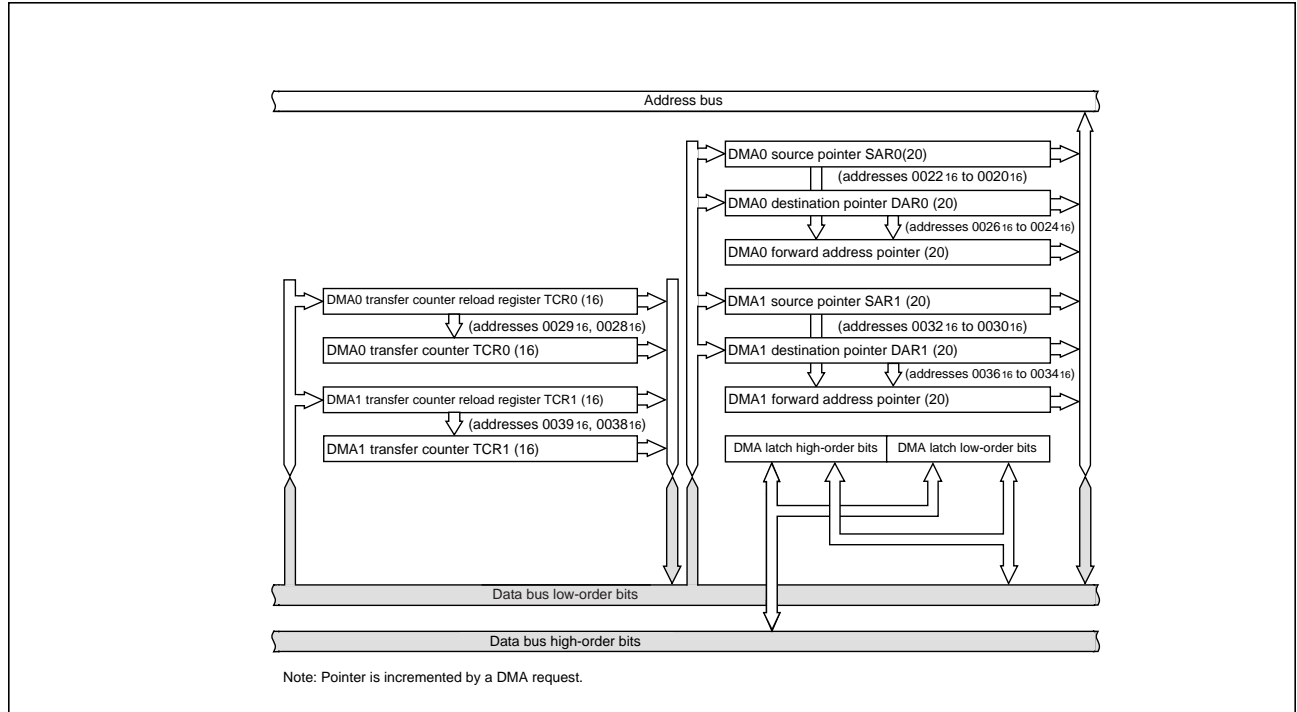 Address bus
DMA0 source pointer SAR0(20)
(addresses 0022 16 to 0020 16)
DMA0 destination pointer DAR0 (20)
(addresses 0026 16 to 0024 16)
DMA0 forward address pointer (20)
DMA0 transfer counter reload register TCR0 (16)
(addresses 0029 16, 0028 16)
DMA0 transfer counter TCR0 (16)
DMA1 transfer counter reload register TCR1 (16)
(addresses 0039 16, 0038 16)
DMA1 transfer counter TCR1 (16)
DMA1 source pointer SAR1 (20)
(addresses 0032 16 to 0030 16)
DMA1 destination pointer DAR1 (20)
(addresses 0036 16 to 0034 16)
DMA1 forward address pointer (20)
DMA latch high-order bits
DMA latch low-order bits
Data bus low-order bits
Data bus high-order bits
Note: Pointer is incremented by a DMA request.